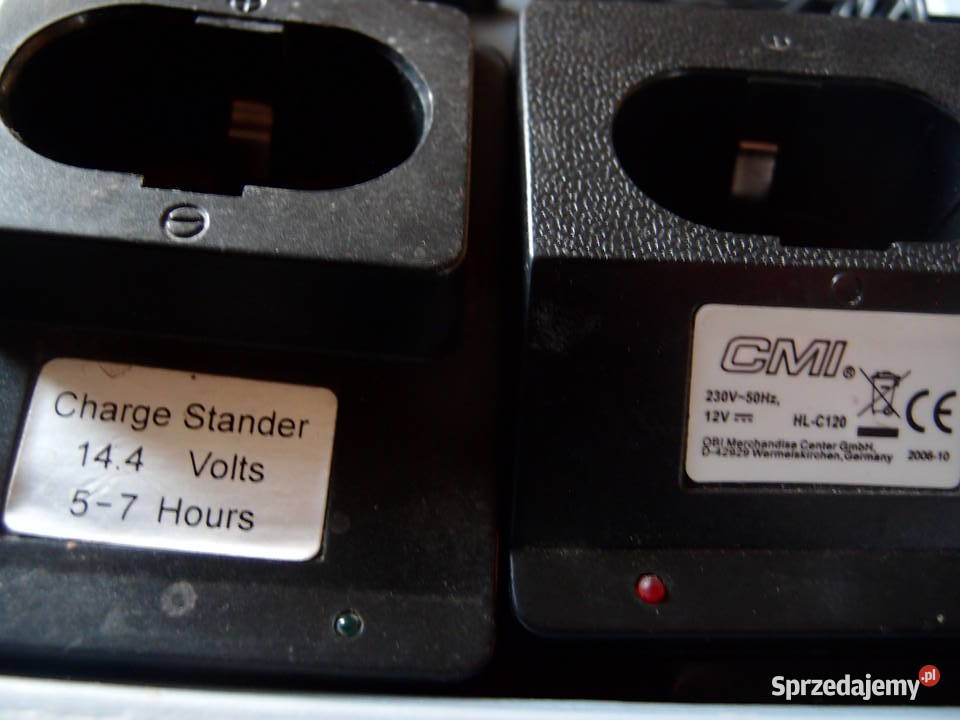 Charge Stander
14.4 Volts
5-7 Hours
CMI®
230V~50Hz,
12V HL-C120
CE
OBI Merchandise Center GmbH,
D-42929 Wermelskirchen,Germany 2006-10
Sprzedajemy.pl